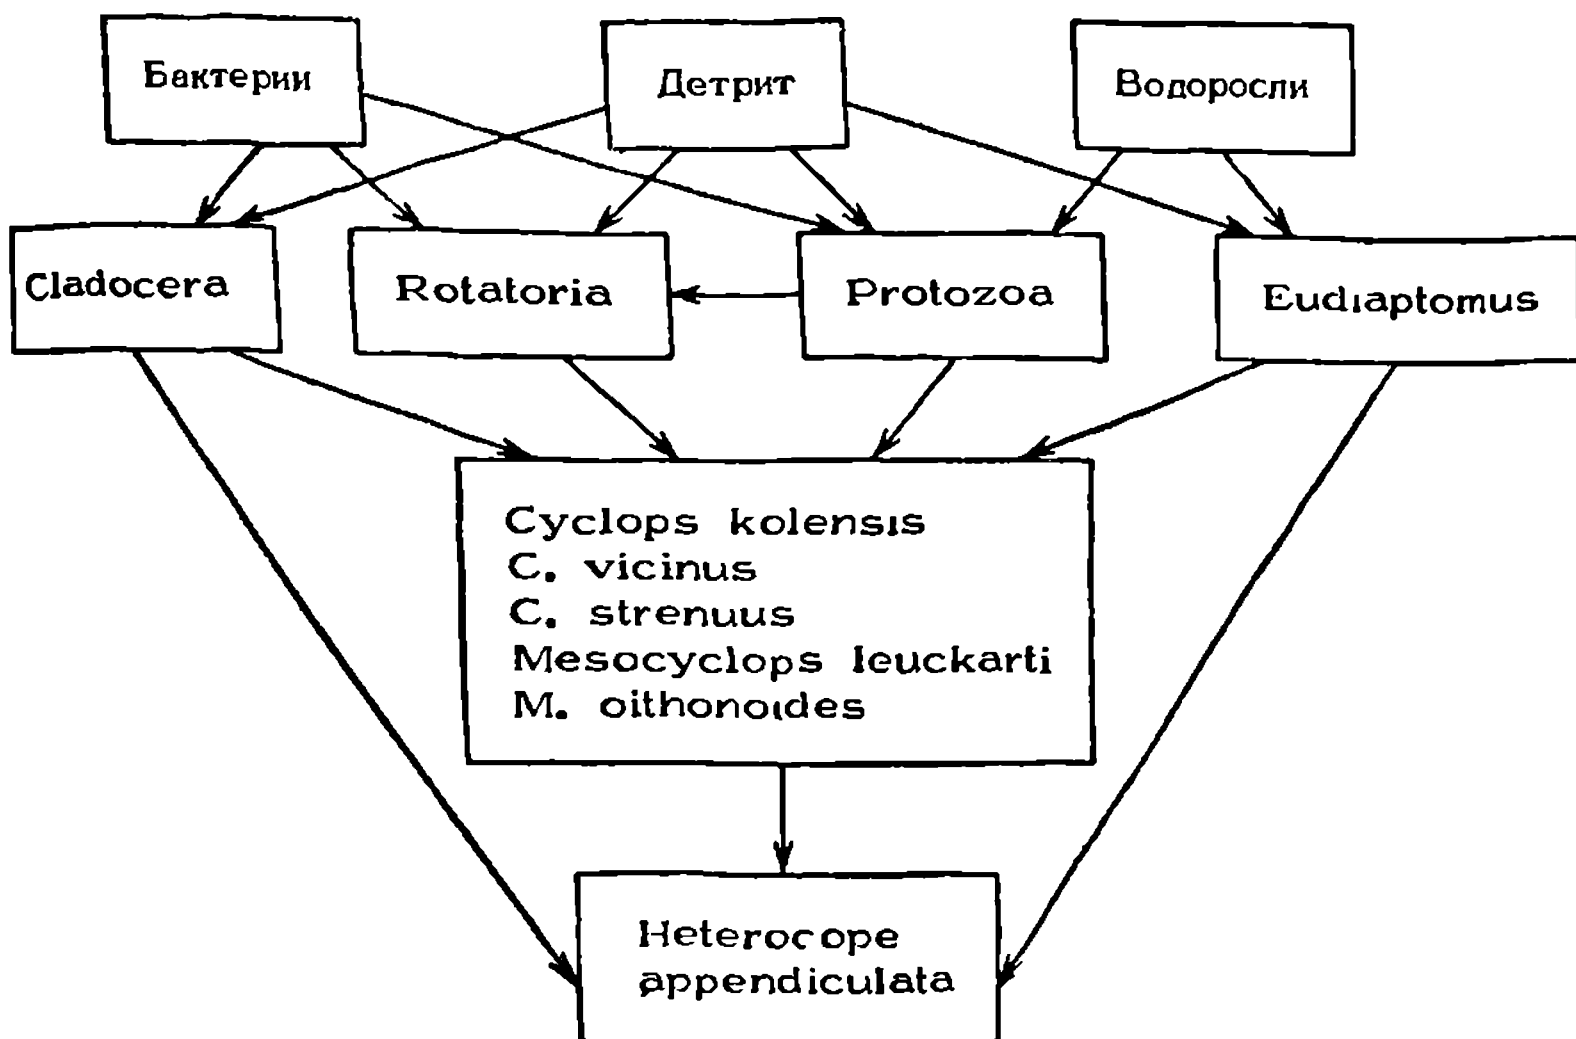 Бактерии
Детрит
Водоросли
Cladocera
Rotatoria
Protozoa
Eudiaptomus
Cyclops kolensis
C. vicinus
C. strenuus
Mesocyclops leuckarti
M. oithonoides
Heterocope
appendiculata